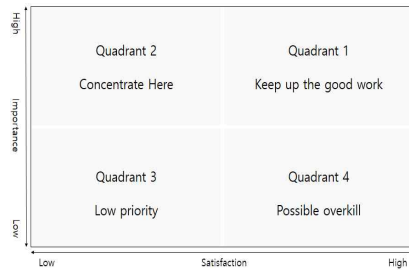 High
Importance
Low
Quadrant 2
Concentrate Here
Quadrant 1
Keep up the good work
Quadrant 3
Low priority
Quadrant 4
Possible overkill
Low
Satisfaction
High